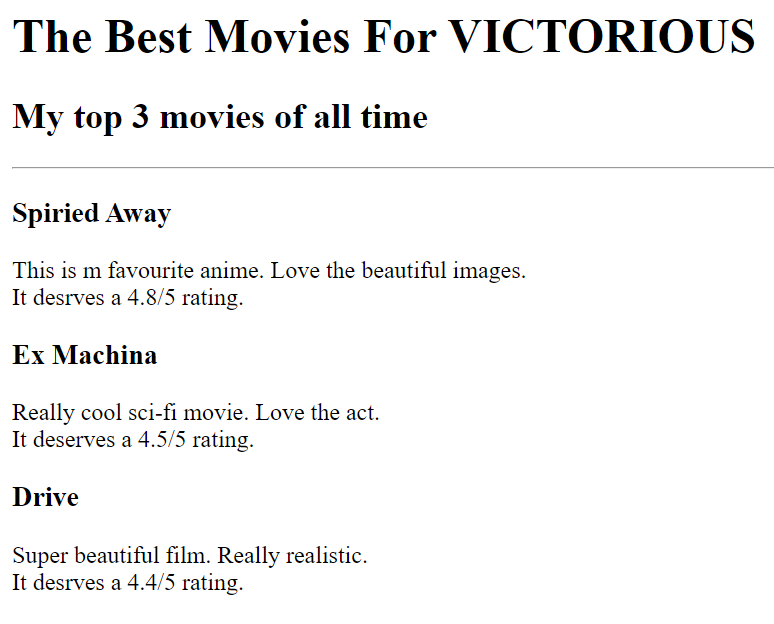 The Best Movies For VICTORIOUS
My top 3 movies of all time
Spiried Away
This is m favourite anime. Love the beautiful images.
It desrves a 4.8/5 rating.
Ex Machina
Really cool sci-fi movie. Love the act.
It deserves a 4.5/5 rating.
Drive
Super beautiful film. Really realistic.
It desrves a 4.4/5 rating.